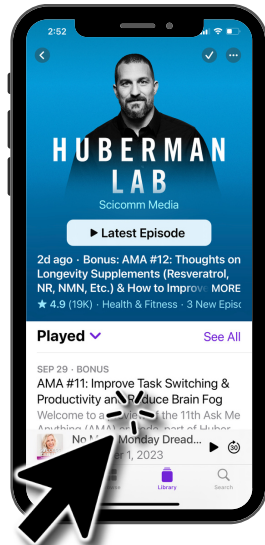 2:52
HUBERMAN
LAB
Scicomm Media
Latest Episode
2d ago · Bonus: AMA #12: Thoughts on
Longevity Supplements (Resveratrol,
NR, NMN, Etc.) & How to Improve MORE
★ 4.9 (19K) · Health & Fitness · 3 New Episo
Played See All
SEP 29 · BONUS
AMA #11: Improve Task Switching &
Productivity and Reduce Brain Fog
Welcome to a of the 11th Ask Me
Anything (AMA) part of Huber
No Monday Dread...
1, 2023
30
Library
Search